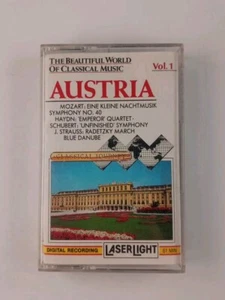 THE BEAUTIFUL WORLD
OF CLASSICAL MUSIC
Vol. 1
AUSTRIA
MOZART: EINE KLEINE NACHTMUSIK
SYMPHONY NO. 40
HAYDN: 'EMPEROR' QUARTET
SCHUBERT: 'UNFINISHED' SYMPHONY
J. STRAUSS: RADETZKY MARCH
BLUE DANUBE
DIGITAL RECORDING
LASERLIGHT